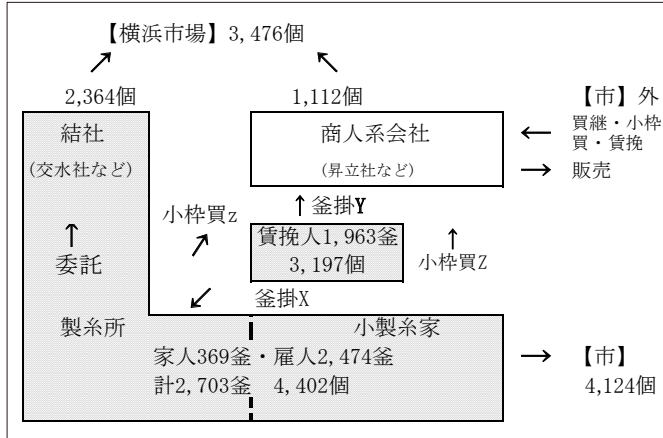 【横浜市場】3,476個
2,364個
1,112個
【市】外
結社
(交水社など)
商人系会社
(昇立社など)
買継・小枠
買・賃挽
販売
釜掛Y
小枠買z
賃挽人1,963釜
3,197個
小枠買Z
委託
釜掛X
製糸所
小製糸家
家人369釜・雇人2,474釜
計2,703釜 4,402個
【市】
4,124個